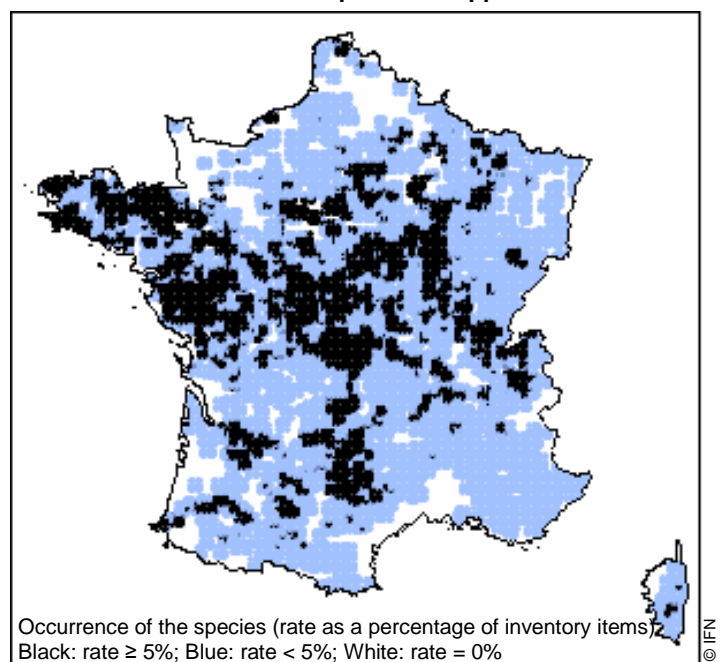 Occurrence of the species (rate as a percentage of inventory items)
Black: rate ≥ 5%; Blue: rate < 5%; White: rate = 0%
© IFN